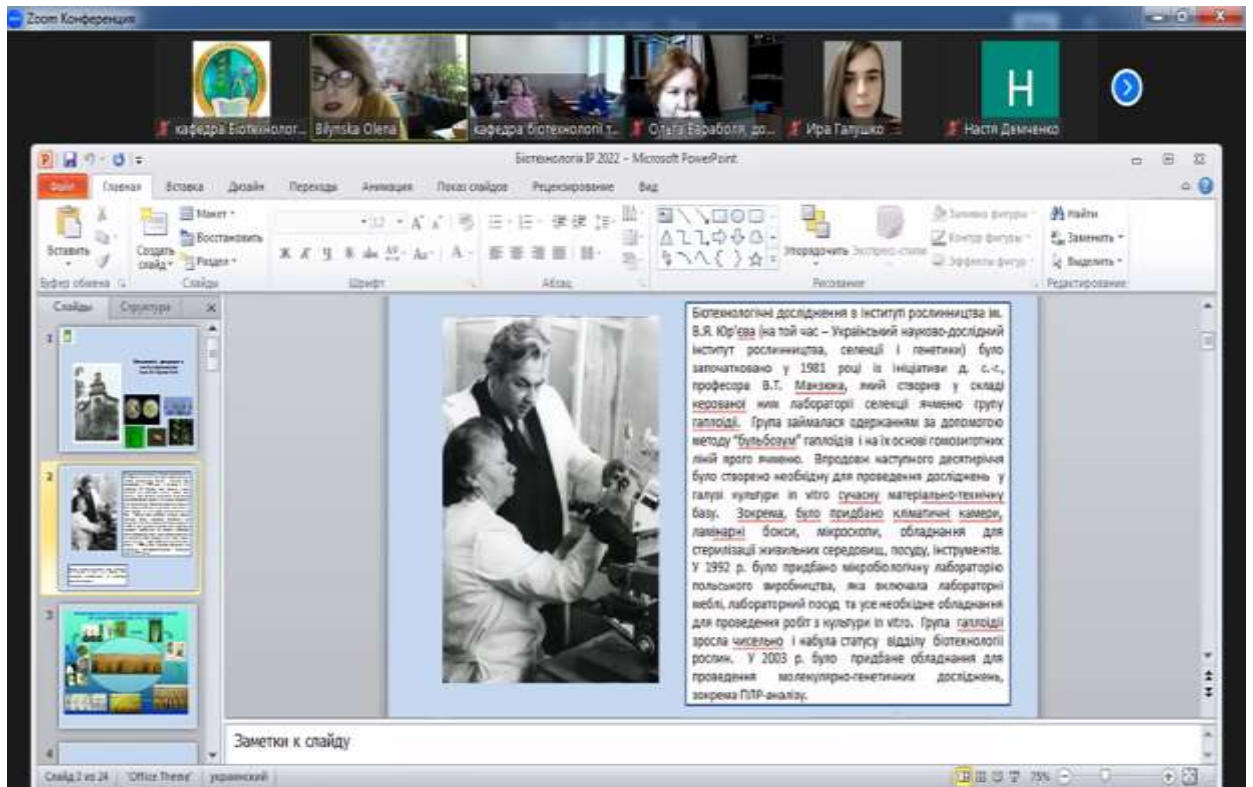 Zoom Конференция
кафедра Біотехнолог...
Bilynska Olena
кафедра біотехнології т...
Ольга Бараболя, до...
Ира Галушко
Настя Демченко
Н
Біотехнологія ІР 2022 – Microsoft PowerPoint
Файл Главная Вставка Дизайн Переходы Анимация Показ слайдов Рецензирование Вид
Вставить
Создать слайд
Макет
Восстановить
Раздел
Упорядочить
Экспресс-стили
Заливка фигуры
Контур фигуры
Эффекты фигур
Найти
Заменить
Выделить
Буфер обмена Слайды Шрифт Абзац Рисование Редактирование
Слайды Структура
1
2
3
4
Біотехнологічні дослідження в Інституті рослинництва ім.
В.Я. Юр'єва (на той час – Український науково-дослідний
інститут рослинництва, селекції і генетики) було
започатковано у 1981 році із ініціативи д. с.-г.,
професора В.Т. Манзюка, який створив у складі
керованої ним лабораторії селекції ячменю групу
гаплоїдії. Група займалася одержанням за допомогою
методу "бульбозум" гаплоїдів і на їх основі гомозиготних
ліній ярого ячменю. Впродовж наступного десятиріччя
було створено необхідну для проведення досліджень у
галузі культури in vitro сучасну матеріально-технічну
базу. Зокрема, було придбано кліматичні камери,
ламінарні бокси, мікроскопи, обладнання для
стерилізації живильних середовищ, посуду, інструментів.
У 1992 р. було придбано мікробіологічну лабораторію
польського виробництва, яка включала лабораторні
меблі, лабораторний посуд та усе необхідне обладнання
для проведення робіт з культури in vitro. Група гаплоїдії
зросла чисельно і набула статусу відділу біотехнології
рослин. У 2003 р. було придбане обладнання для
проведення молекулярно-генетичних досліджень,
зокрема ПЛР-аналізу.
Заметки к слайду
Слайд 2 из 24 "Office Theme" украинский 75%